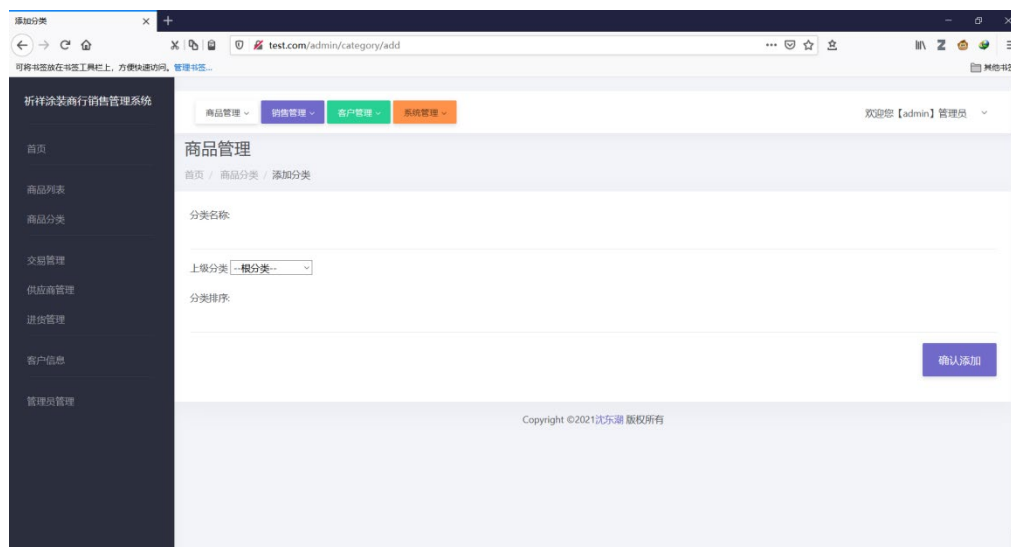 添加分类
test.com/admin/category/add
可将书签放在书签工具栏上，方便快速访问。管理书签...
其他书签
祈祥涂装商行销售管理系统
商品管理 销售管理 客户管理 系统管理
欢迎您【admin】管理员
首页
商品列表
商品分类
交易管理
供应商管理
进货管理
客户信息
管理员管理
商品管理
首页 / 商品分类 / 添加分类
分类名称:
上级分类 --根分类--
分类排序:
确认添加
Copyright ©2021沈乐湖 版权所有